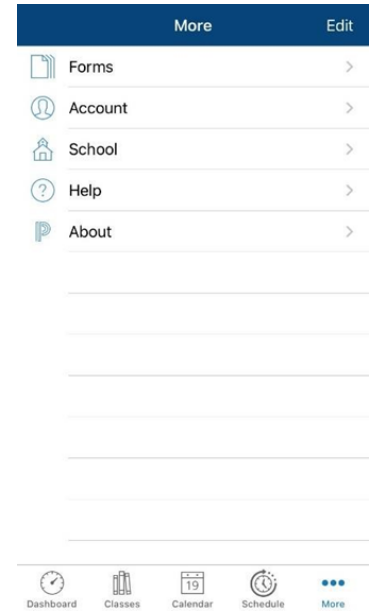 More Edit
Forms
Account
School
? Help
P About
19
Dashboard Classes Calendar Schedule More